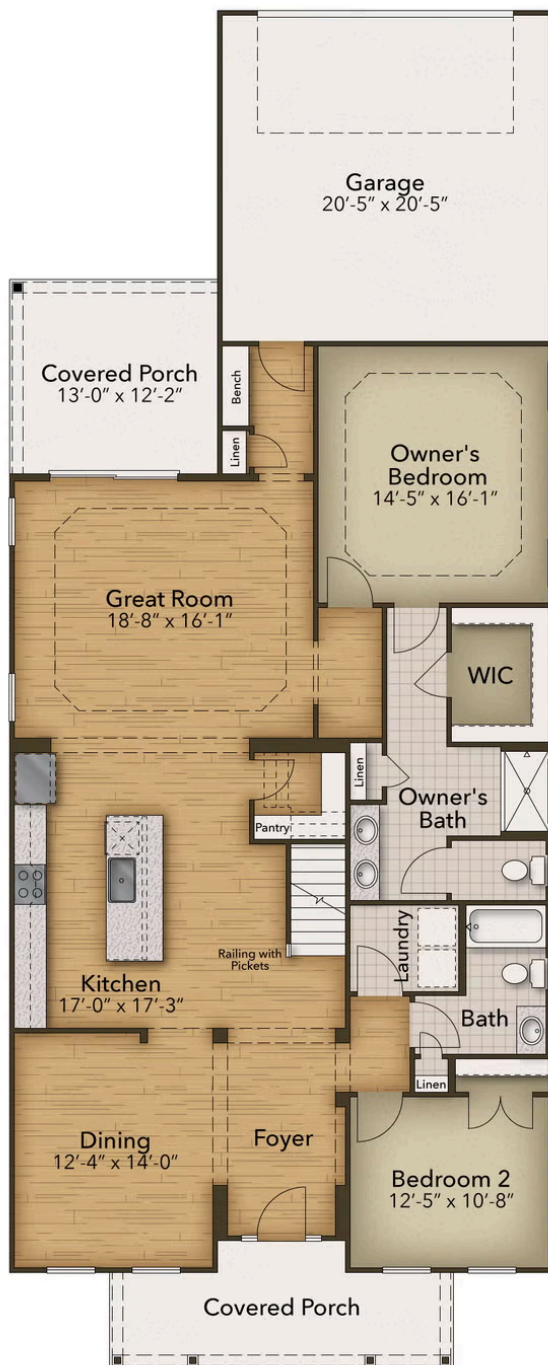 Garage
20'-5" x 20'-5"
Covered Porch
13'-0" x 12'-2"
Bench
Linen
Owner's
Bedroom
14'-5" x 16'-1"
Great Room
18'-8" x 16'-1"
WIC
Linen
Owner's
Bath
Pantry
Railing with
Pickets
Laundry
Kitchen
17'-0" x 17'-3"
Bath
Linen
Dining
12'-4" x 14'-0"
Foyer
Bedroom 2
12'-5" x 10'-8"
Covered Porch